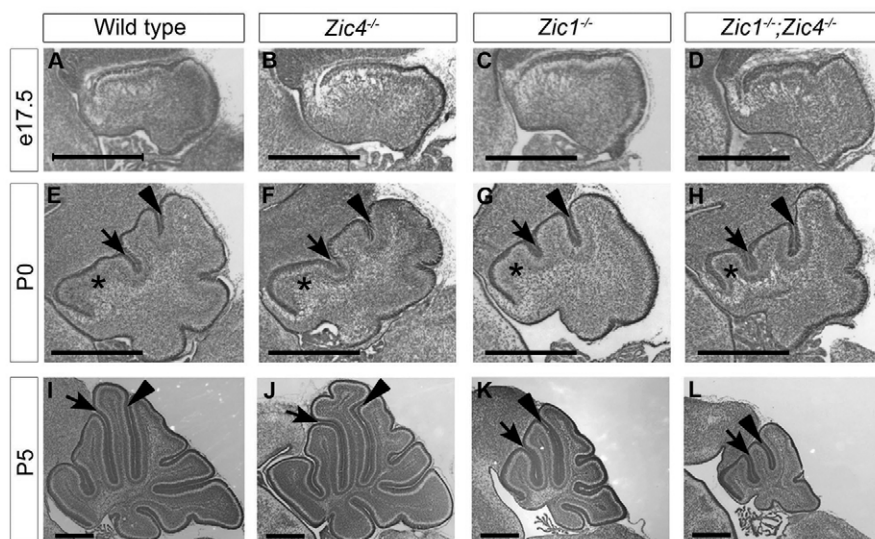 Wild type Zic4-/- Zic1-/- Zic1-/-;Zic4-/-
e17.5
A B C D
P0
E F G H
* * * *
P5
I J K L